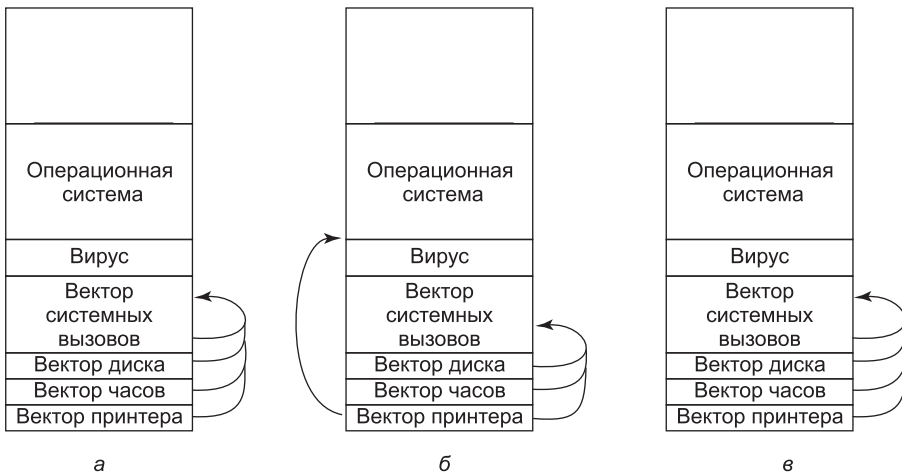 Операционная
система
Вирус
Вектор
системных
вызовов
Вектор диска
Вектор часов
Вектор принтера
а
Операционная
система
Вирус
Вектор
системных
вызовов
Вектор диска
Вектор часов
Вектор принтера
б
Операционная
система
Вирус
Вектор
системных
вызовов
Вектор диска
Вектор часов
Вектор принтера
в